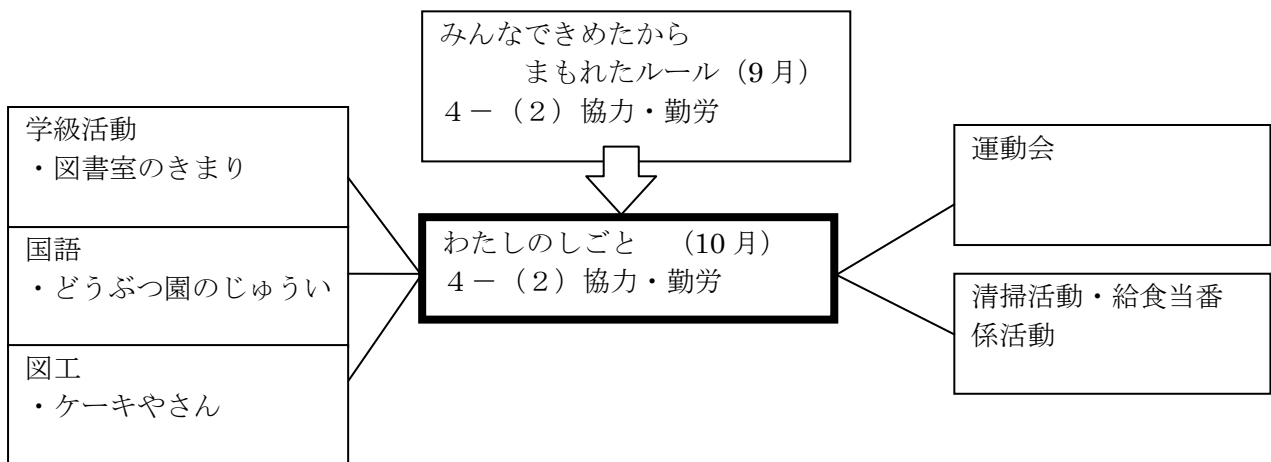 みんなできめたから
まもれたルール（9 月）
４－（２）協力・勤労
学級活動
・図書室のきまり
国語
・どうぶつ園のじゅうい
図工
・ケーキやさん
わたしのしごと　（10 月）
４－（２）協力・勤労
運動会
清掃活動・給食当番
係活動